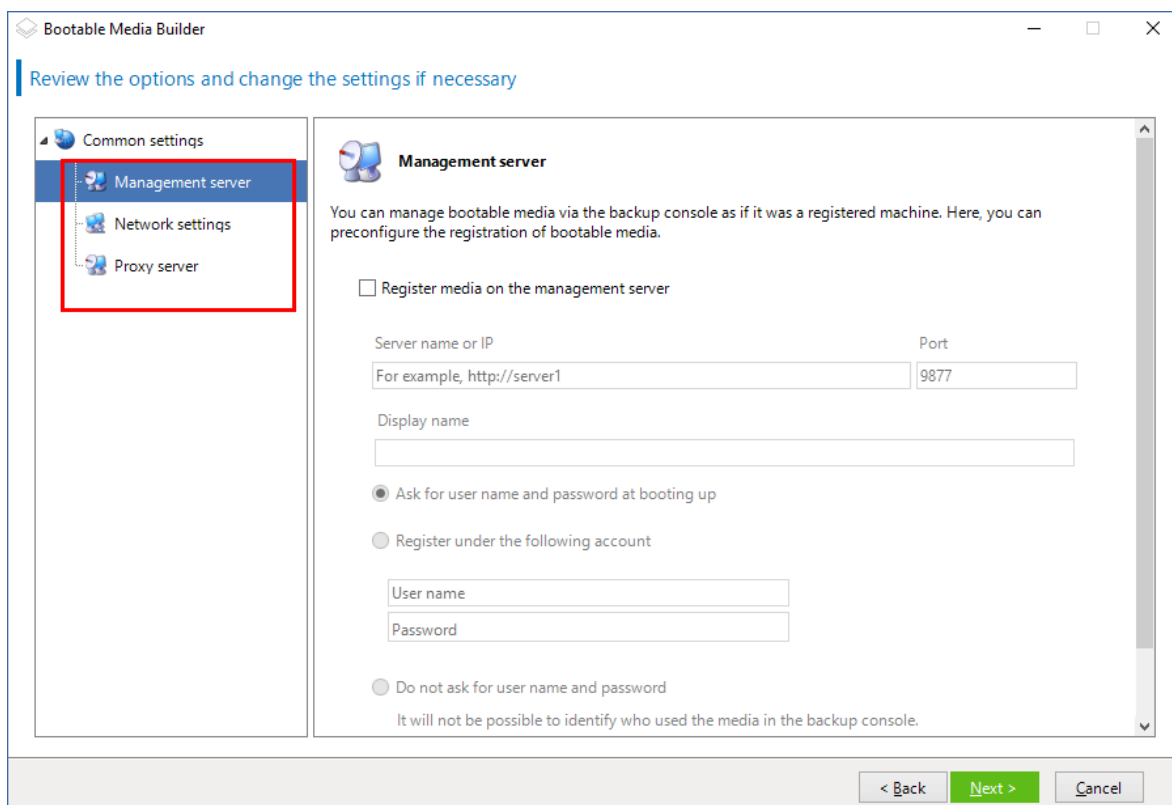 Bootable Media Builder
Review the options and change the settings if necessary
Common settings
Management server
Network settings
Proxy server
Management server
You can manage bootable media via the backup console as if it was a registered machine. Here, you can
preconfigure the registration of bootable media.
Register media on the management server
Server name or IP Port
For example, http://server1 9877
Display name
Ask for user name and password at booting up
Register under the following account
User name
Password
Do not ask for user name and password
It will not be possible to identify who used the media in the backup console.
< Back Next > Cancel